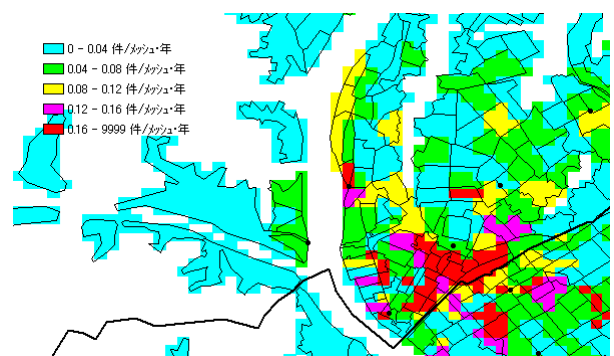 0 - 0.04 件/メッシュ・年
0.04 - 0.08 件/メッシュ・年
0.08 - 0.12 件/メッシュ・年
0.12 - 0.16 件/メッシュ・年
0.16 - 9999 件/メッシュ・年